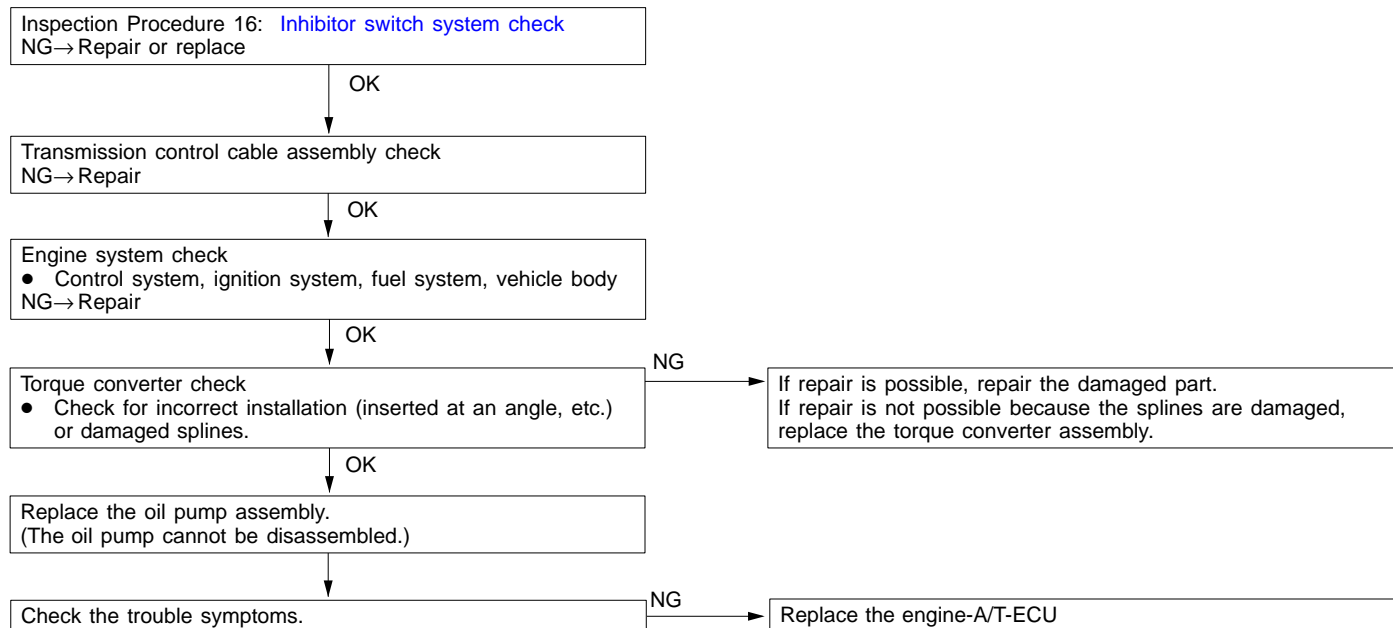 Inspection Procedure 16: Inhibitor switch system check
NG→Repair or replace
OK
Transmission control cable assembly check
NG→Repair
OK
Engine system check
● Control system, ignition system, fuel system, vehicle body
NG→Repair
OK
Torque converter check
● Check for incorrect installation (inserted at an angle, etc.)
or damaged splines.
NG
If repair is possible, repair the damaged part.
If repair is not possible because the splines are damaged,
replace the torque converter assembly.
OK
Replace the oil pump assembly.
(The oil pump cannot be disassembled.)
Check the trouble symptoms.
NG
Replace the engine-A/T-ECU